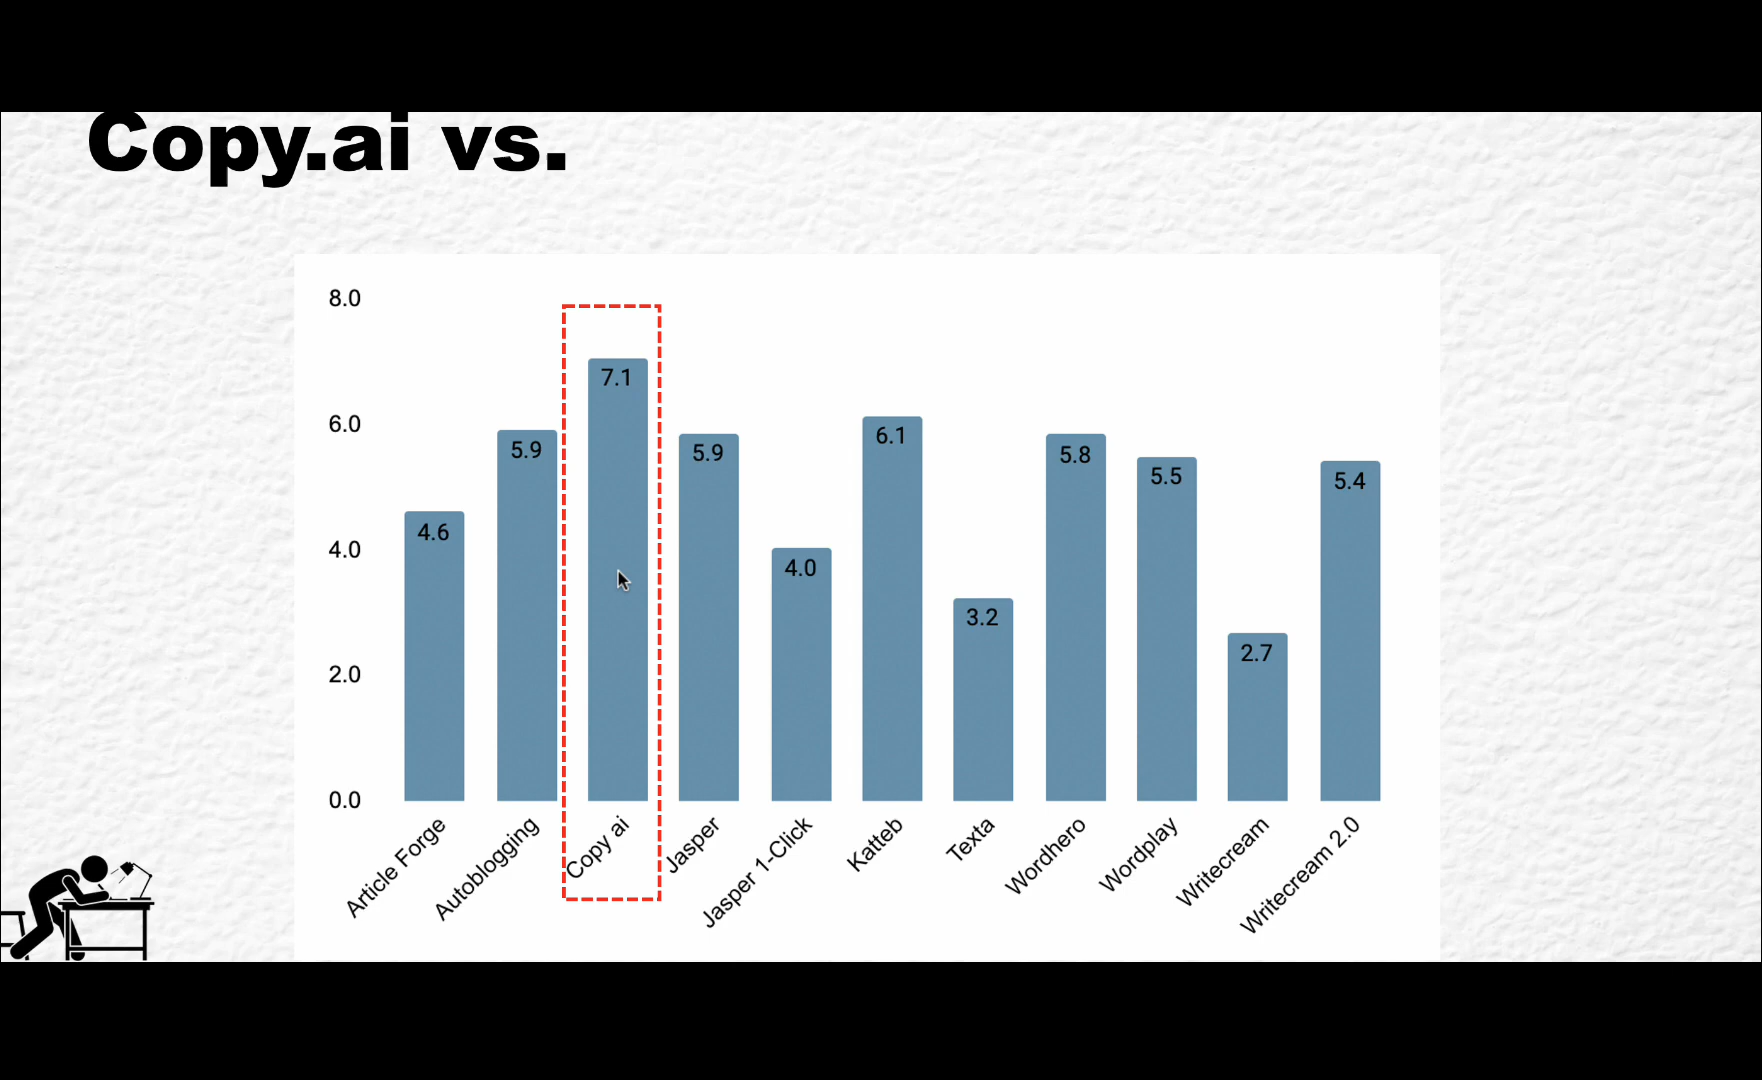 Copy.ai vs.
8.0
6.0
4.0
2.0
0.0
4.6
5.9
7.1
5.9
4.0
6.1
3.2
5.8
5.5
2.7
5.4
Article Forge
Autoblogging
Copy ai
Jasper
Jasper 1-Click
Katteb
Texta
Wordhero
Wordplay
Writecream
Writecream 2.0